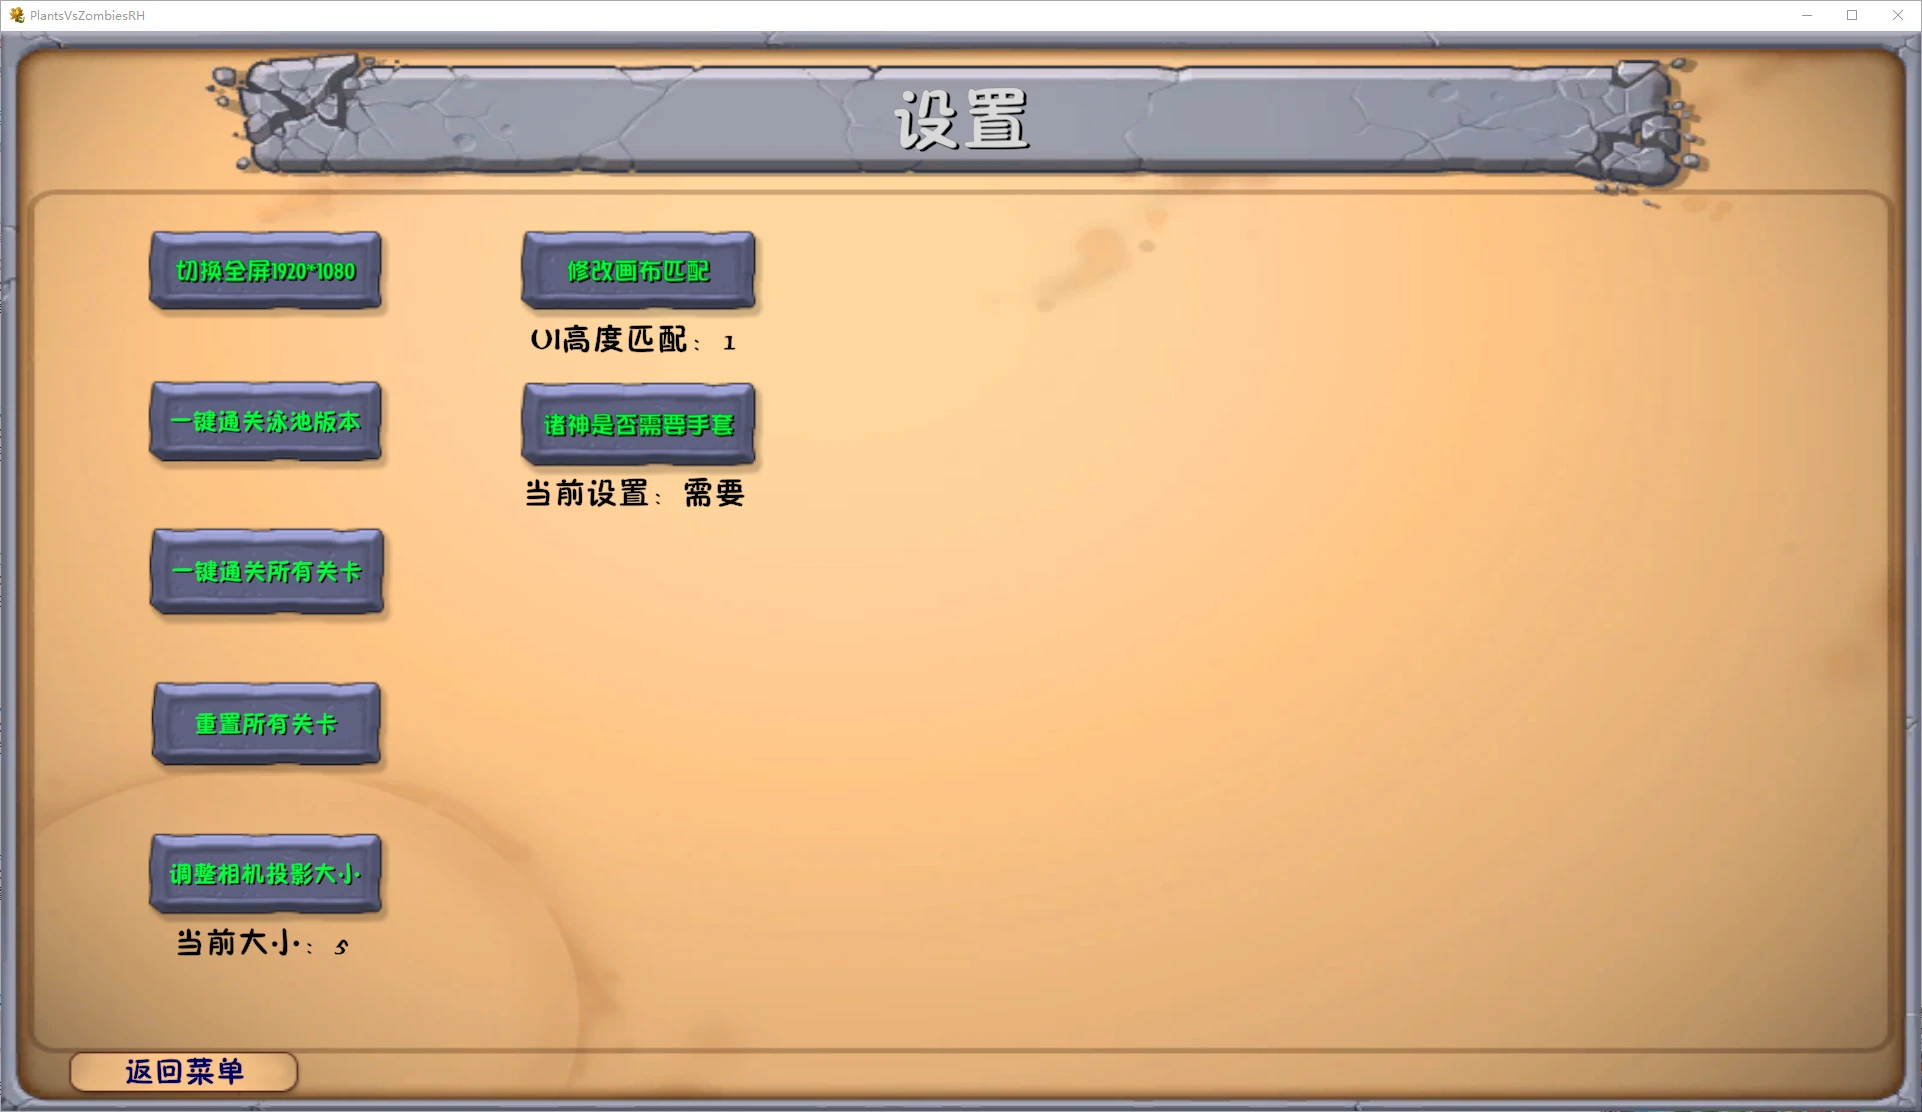 PlantsVsZombiesRH
设置
切换全屏1920*1080
修改画布匹配
UI高度匹配：1
一键通关泳池版本
诸神是否需要手套
当前设置：需要
一键通关所有关卡
重置所有关卡
调整相机投影大小
当前大小：5
返回菜单